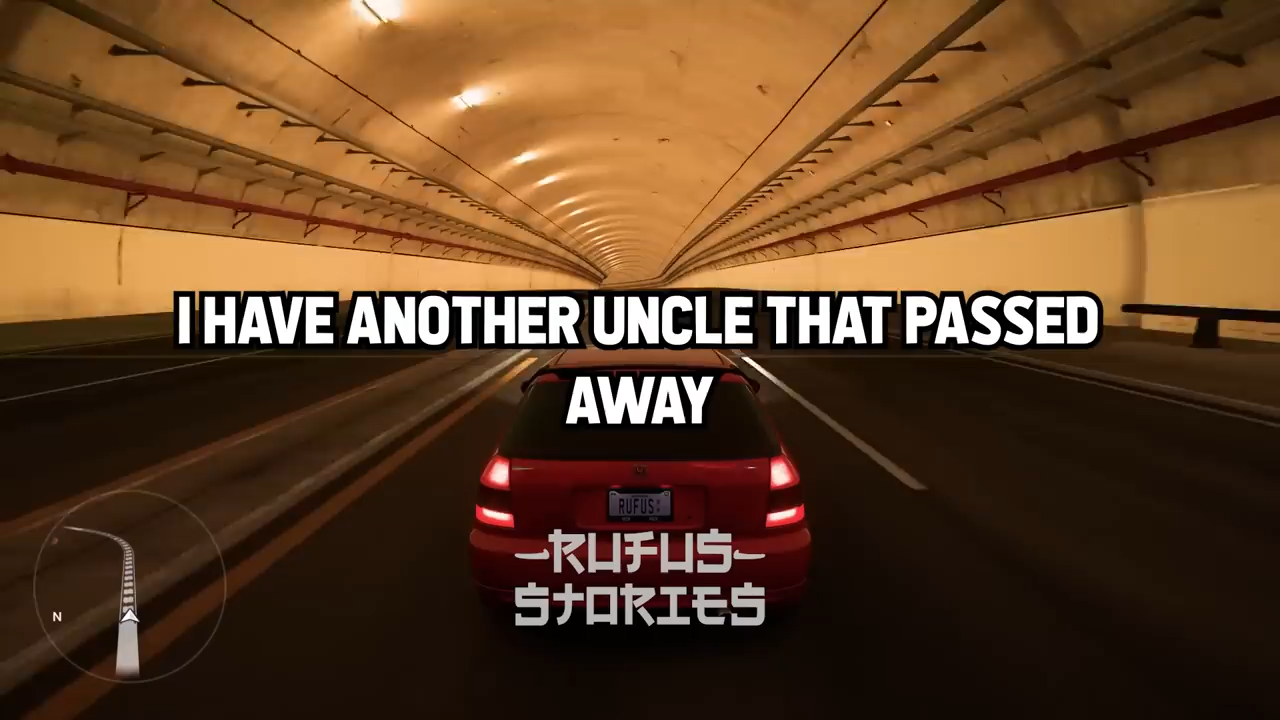 I HAVE ANOTHER UNCLE THAT PASSED
AWAY
RUFUS
-RUFUS-
STORIES
N